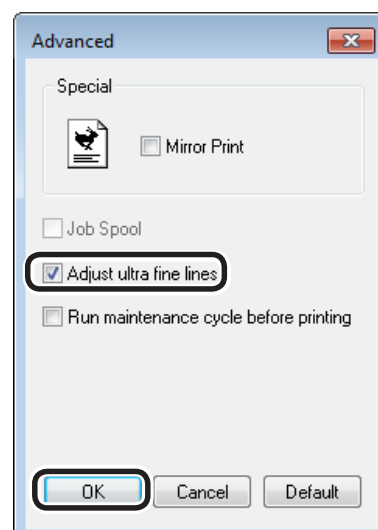 Advanced
Special
Mirror Print
Job Spool
Adjust ultra fine lines
Run maintenance cycle before printing
OK Cancel Default